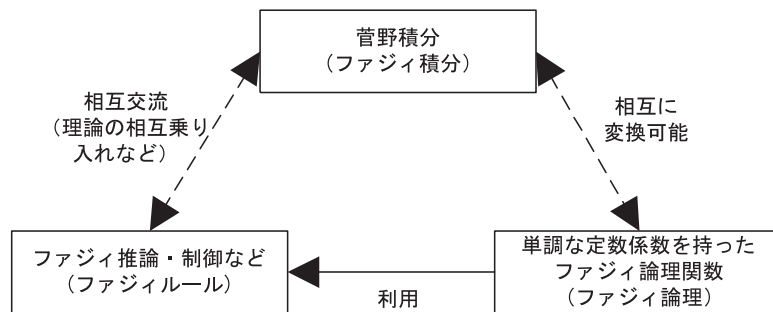 菅野積分
（ファジィ積分）
相互交流
（理論の相互乗り
入れなど）
相互に
変換可能
ファジィ推論・制御など
（ファジィルール）
利用
単調な定数係数を持った
ファジィ論理関数
（ファジィ論理）